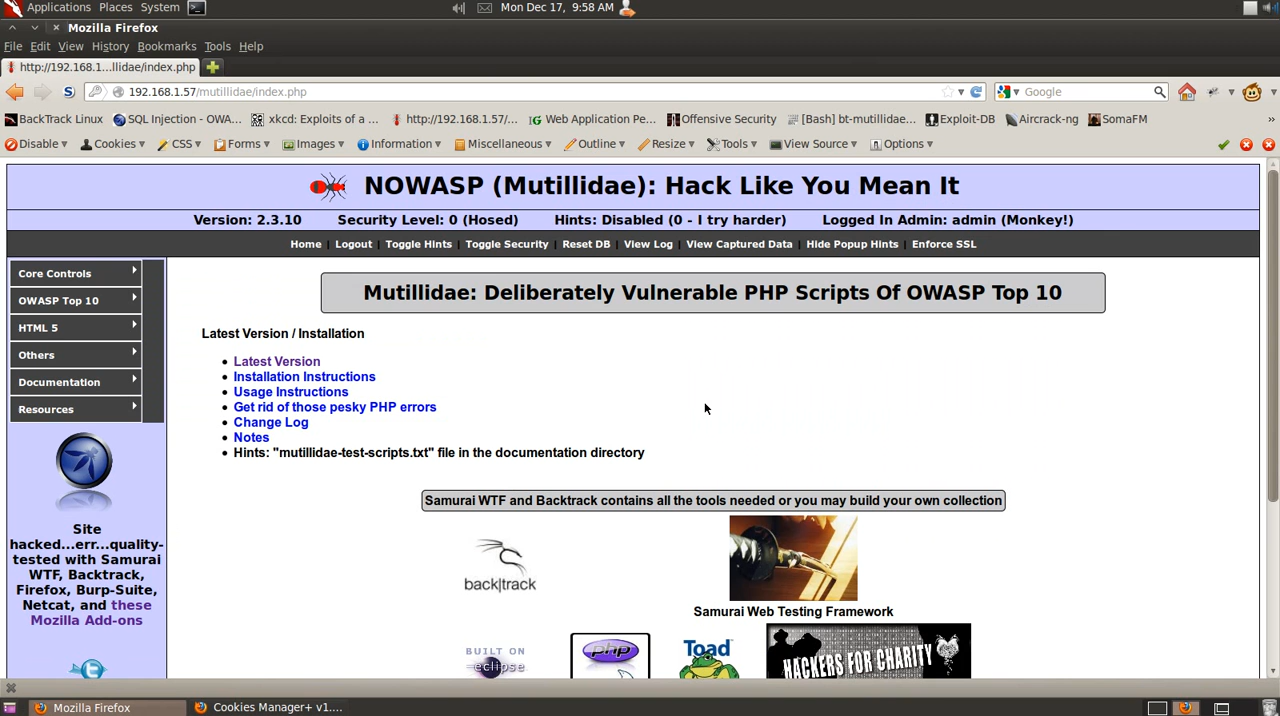 Applications Places System
Mon Dec 17, 9:58 AM
Mozilla Firefox
File Edit View History Bookmarks Tools Help
http://192.168.1...llidae/index.php
192.168.1.57/mutillidae/index.php
Google
BackTrack Linux SQL Injection - OWA... xkcd: Exploits of a ... http://192.168.1.57/... Web Application Pe... Offensive Security [Bash] bt-mutillidae... Exploit-DB Aircrack-ng SomaFM »
Disable Cookies CSS Forms Images Information Miscellaneous Outline Resize Tools View Source Options
NOWASP (Mutillidae): Hack Like You Mean It
Version: 2.3.10 Security Level: 0 (Hosed) Hints: Disabled (0 - I try harder) Logged In Admin: admin (Monkey!)
Home | Logout | Toggle Hints | Toggle Security | Reset DB | View Log | View Captured Data | Hide Popup Hints | Enforce SSL
Core Controls
OWASP Top 10
HTML 5
Others
Documentation
Resources
Site
hacked...err...quality-
tested with Samurai
WTF, Backtrack,
Firefox, Burp-Suite,
Netcat, and these
Mozilla Add-ons
Mutillidae: Deliberately Vulnerable PHP Scripts Of OWASP Top 10
Latest Version / Installation
• Latest Version
• Installation Instructions
• Usage Instructions
• Get rid of those pesky PHP errors
• Change Log
• Notes
• Hints: "mutillidae-test-scripts.txt" file in the documentation directory
Samurai WTF and Backtrack contains all the tools needed or you may build your own collection
back|track
Samurai Web Testing Framework
BUILT ON
eclipse
php
Toad
HACKERS FOR CHARITY
Mozilla Firefox
Cookies Manager+ v1....